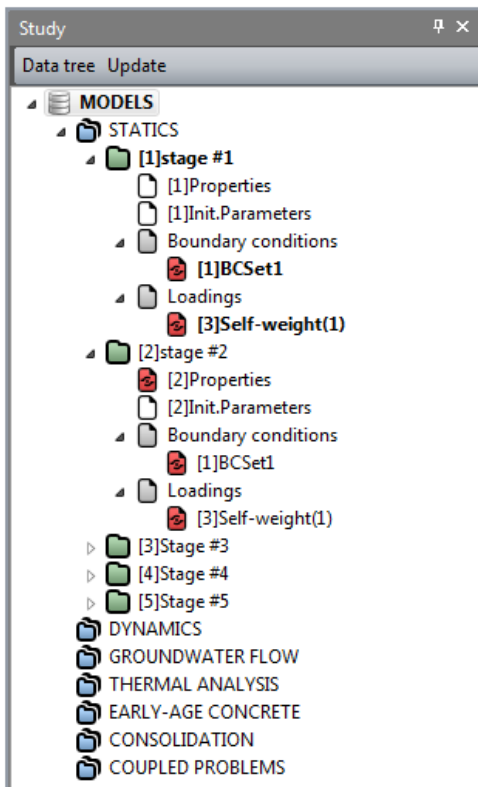 Study
Data tree Update
MODELS
STATICS
[1]stage #1
[1]Properties
[1]Init.Parameters
Boundary conditions
[1]BCSet1
Loadings
[3]Self-weight(1)
[2]stage #2
[2]Properties
[2]Init.Parameters
Boundary conditions
[1]BCSet1
Loadings
[3]Self-weight(1)
[3]Stage #3
[4]Stage #4
[5]Stage #5
DYNAMICS
GROUNDWATER FLOW
THERMAL ANALYSIS
EARLY-AGE CONCRETE
CONSOLIDATION
COUPLED PROBLEMS